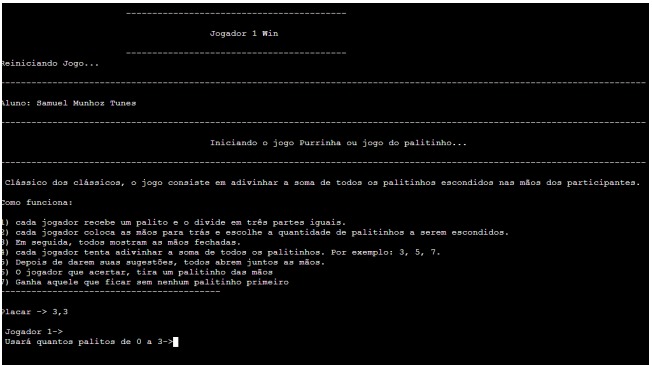 Jogador 1 Win
Reiniciando Jogo...
Aluno: Samuel Munhoz Tunes
Iniciando o jogo Purrinha ou jogo do palitinho...
Clássico dos clássicos, o jogo consiste em adivinhar a soma de todos os palitinhos escondidos nas mãos dos participantes.
Como funciona:
1) cada jogador recebe um palito e o divide em três partes iguais.
2) cada jogador coloca as mãos para trás e escolhe a quantidade de palitinhos a serem escondidos.
3) Em seguida, todos mostram as mãos fechadas.
4) cada jogador tenta adivinhar a soma de todos os palitinhos. Por exemplo: 3, 5, 7.
5) Depois de darem suas sugestões, todos abrem juntos as mãos.
6) O jogador que acertar, tira um palitinho das mãos
7) Ganha aquele que ficar sem nenhum palitinho primeiro
Placar -> 3,3
Jogador 1->
Usará quantos palitos de 0 a 3->